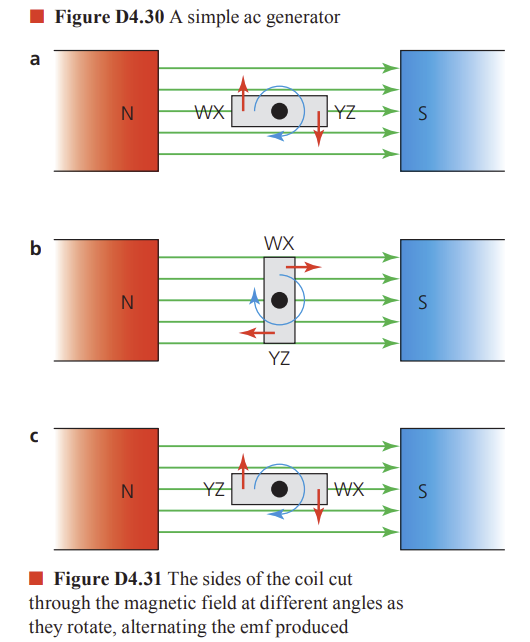 Figure D4.30 A simple ac generator
a
N
WX
YZ
S
b
WX
N
S
YZ
c
N
YZ
WX
S
Figure D4.31 The sides of the coil cut
through the magnetic field at different angles as
they rotate, alternating the emf produced